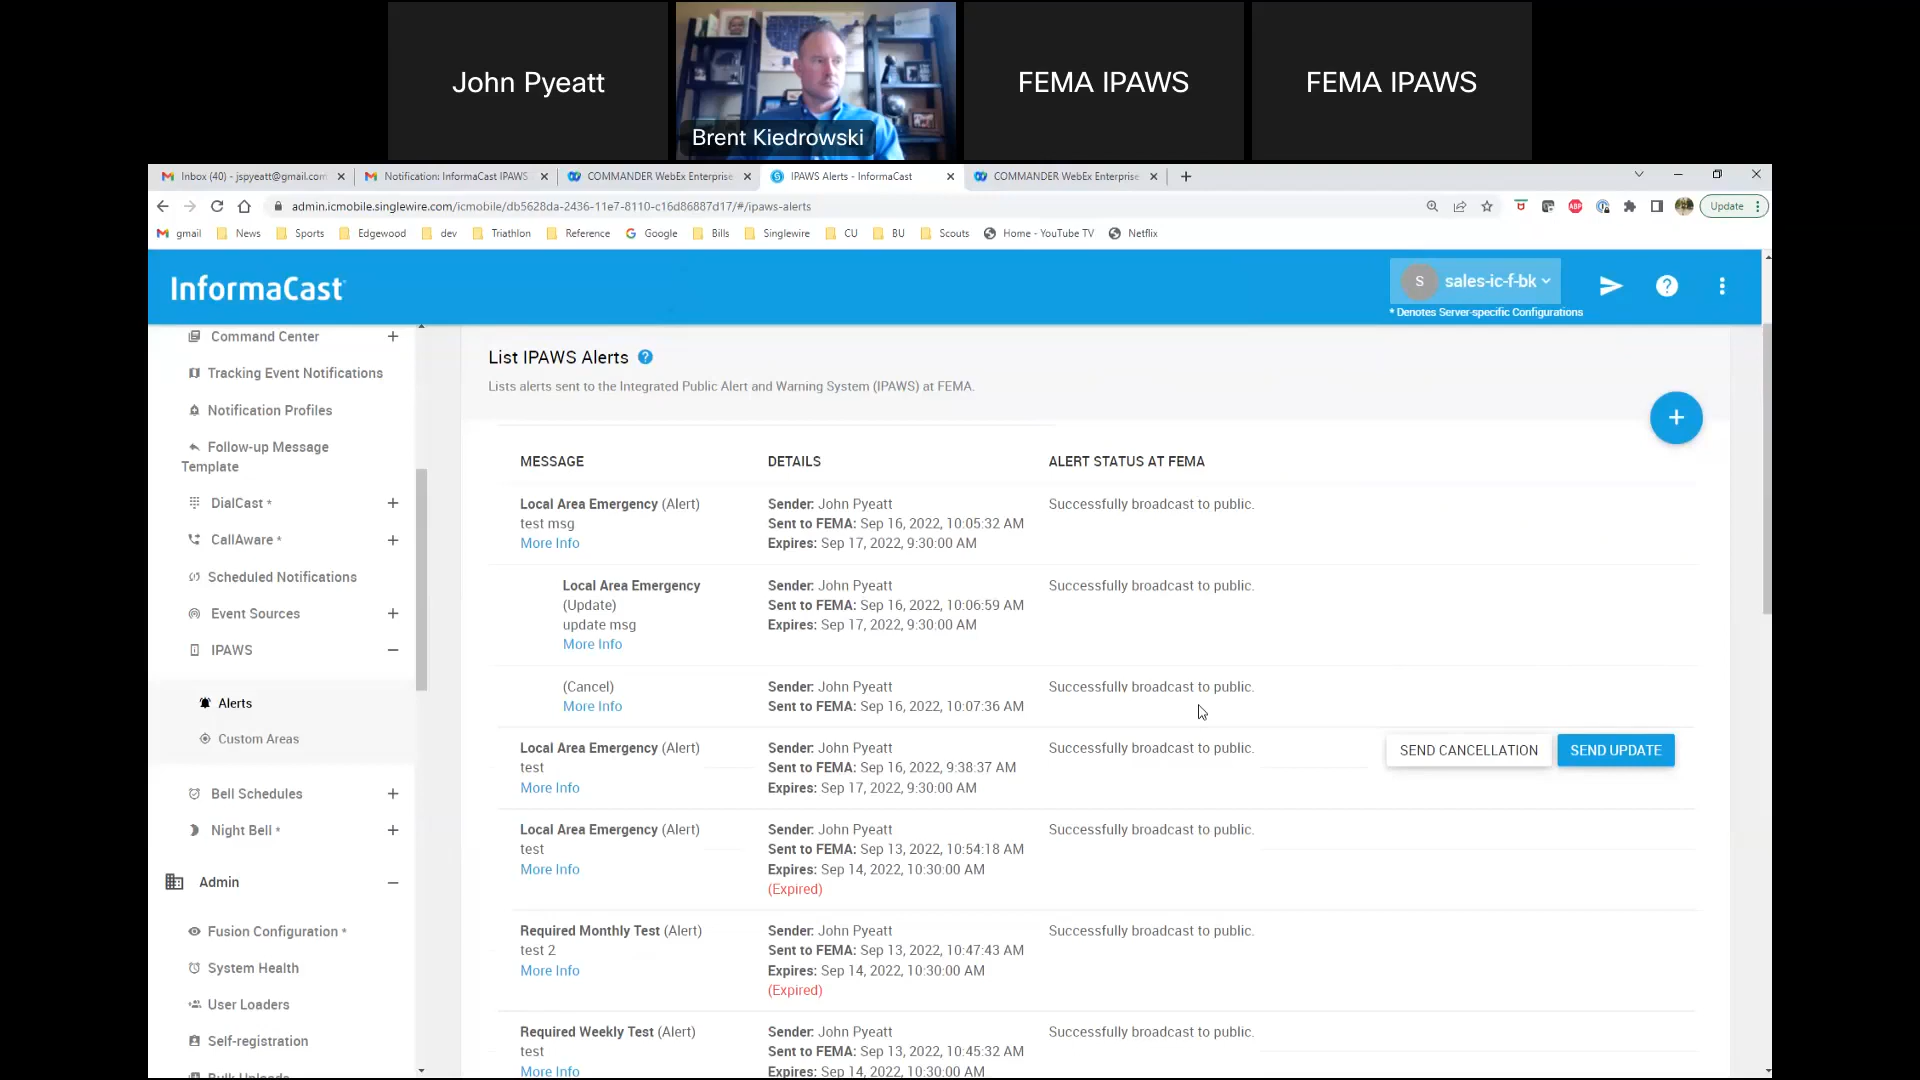 John Pyeatt
Brent Kiedrowski
FEMA IPAWS
FEMA IPAWS
Inbox (40) - jspyeatt@gmail.com
Notification: InformaCast IPAWS
COMMANDER WebEx Enterprise
IPAWS Alerts - InformaCast
COMMANDER WebEx Enterprise
admin.icmobile.singlewire.com/icmobile/db5628da-2436-11e7-8110-c16d86887d17/#/ipaws-alerts
Update
gmail News Sports Edgewood dev Triathlon Reference Google Bills Singlewire CU BU Scouts Home - YouTube TV Netflix
InformaCast
S sales-ic-f-bk
* Denotes Server-specific Configurations
Command Center
Tracking Event Notifications
Notification Profiles
Follow-up Message
Template
DialCast *
CallAware *
Scheduled Notifications
Event Sources
IPAWS
Alerts
Custom Areas
Bell Schedules
Night Bell *
Admin
Fusion Configuration *
System Health
User Loaders
Self-registration
Bulk Uploads
List IPAWS Alerts
Lists alerts sent to the Integrated Public Alert and Warning System (IPAWS) at FEMA.
MESSAGE DETAILS ALERT STATUS AT FEMA
Local Area Emergency (Alert) Sender: John Pyeatt Successfully broadcast to public.
test msg Sent to FEMA: Sep 16, 2022, 10:05:32 AM
More Info Expires: Sep 17, 2022, 9:30:00 AM
Local Area Emergency Sender: John Pyeatt Successfully broadcast to public.
(Update) Sent to FEMA: Sep 16, 2022, 10:06:59 AM
update msg Expires: Sep 17, 2022, 9:30:00 AM
More Info
(Cancel) Sender: John Pyeatt Successfully broadcast to public.
More Info Sent to FEMA: Sep 16, 2022, 10:07:36 AM
Local Area Emergency (Alert) Sender: John Pyeatt Successfully broadcast to public. SEND CANCELLATION SEND UPDATE
test Sent to FEMA: Sep 16, 2022, 9:38:37 AM
More Info Expires: Sep 17, 2022, 9:30:00 AM
Local Area Emergency (Alert) Sender: John Pyeatt Successfully broadcast to public.
test Sent to FEMA: Sep 13, 2022, 10:54:18 AM
More Info Expires: Sep 14, 2022, 10:30:00 AM
(Expired)
Required Monthly Test (Alert) Sender: John Pyeatt Successfully broadcast to public.
test 2 Sent to FEMA: Sep 13, 2022, 10:47:43 AM
More Info Expires: Sep 14, 2022, 10:30:00 AM
(Expired)
Required Weekly Test (Alert) Sender: John Pyeatt Successfully broadcast to public.
test Sent to FEMA: Sep 13, 2022, 10:45:32 AM
More Info Expires: Sep 14, 2022, 10:30:00 AM